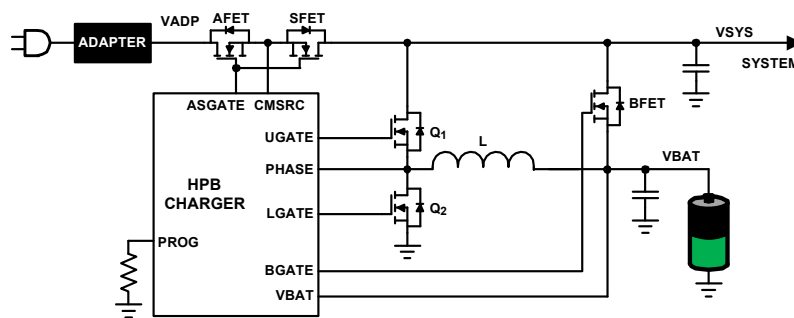 VADP
AFET
SFET
VSYS
ADAPTER
SYSTEM
ASGATE
CMSRC
BFET
UGATE
Q1
L
PHASE
VBAT
HPB
CHARGER
LGATE
Q2
PROG
BGATE
VBAT